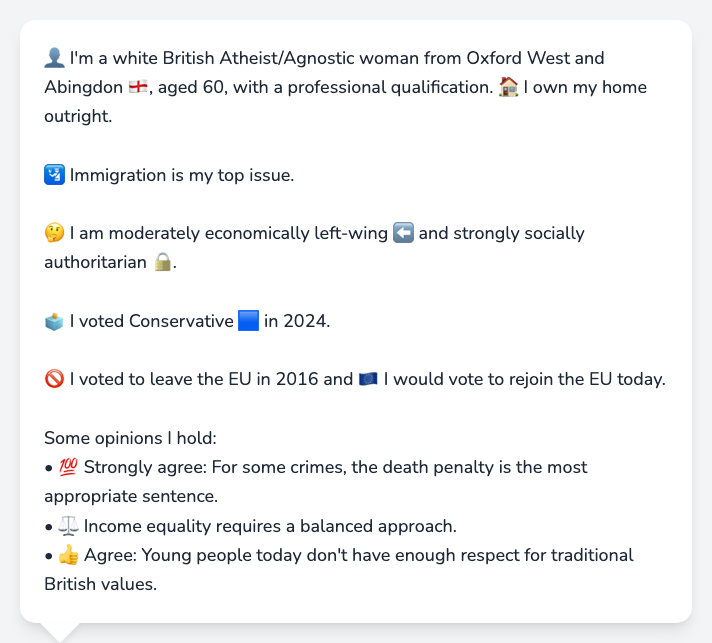 👤 I'm a white British Atheist/Agnostic woman from Oxford West and
Abingdon 🏴󠁧󠁢󠁥󠁮󠁧󠁿, aged 60, with a professional qualification. 🏠 I own my home
outright.
🛂 Immigration is my top issue.
🤔 I am moderately economically left-wing ⬅️ and strongly socially
authoritarian 🔒.
🗳️ I voted Conservative 🟦 in 2024.
🚫 I voted to leave the EU in 2016 and 🇪🇺 I would vote to rejoin the EU today.
Some opinions I hold:
• 💯 Strongly agree: For some crimes, the death penalty is the most
appropriate sentence.
• ⚖️ Income equality requires a balanced approach.
• 👍 Agree: Young people today don't have enough respect for traditional
British values.